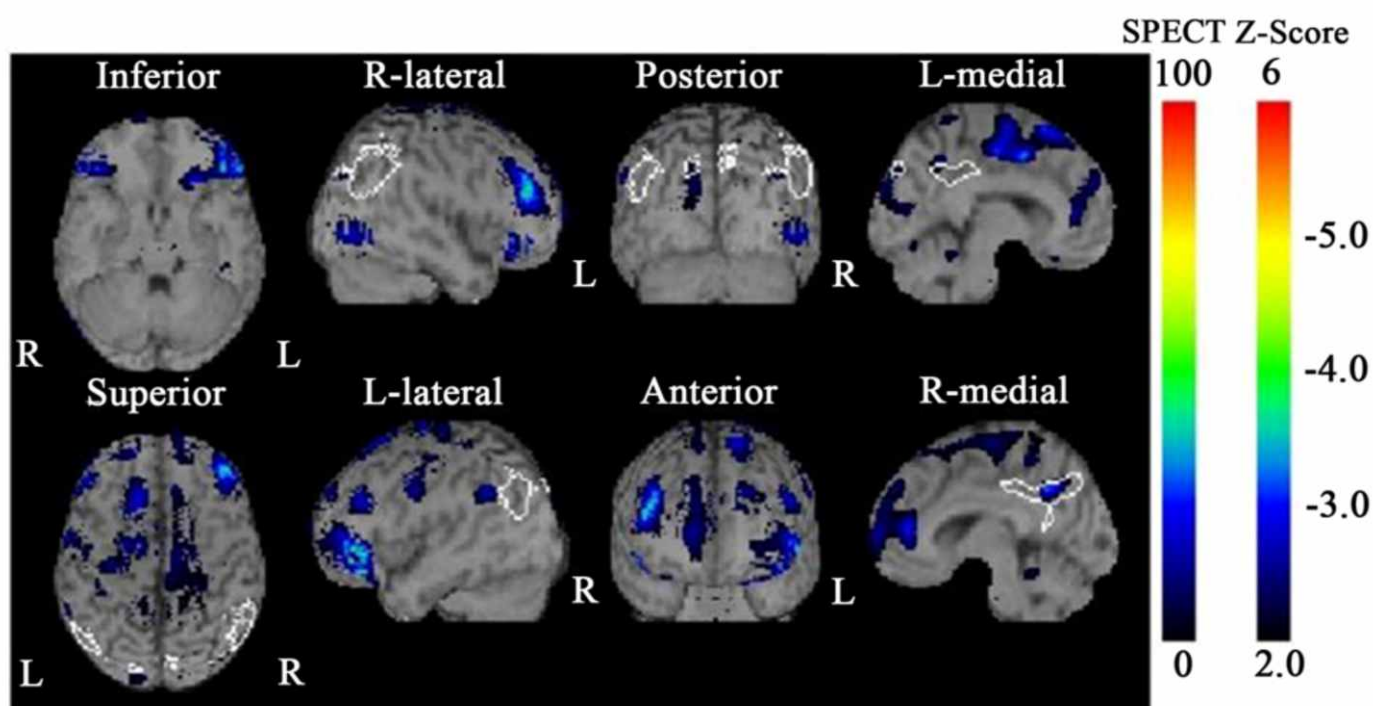 SPECT Z-Score
100 6
Inferior R-lateral Posterior L-medial
-5.0
L R
R L
-4.0
Superior L-lateral Anterior R-medial
-3.0
R L
L R
0 2.0